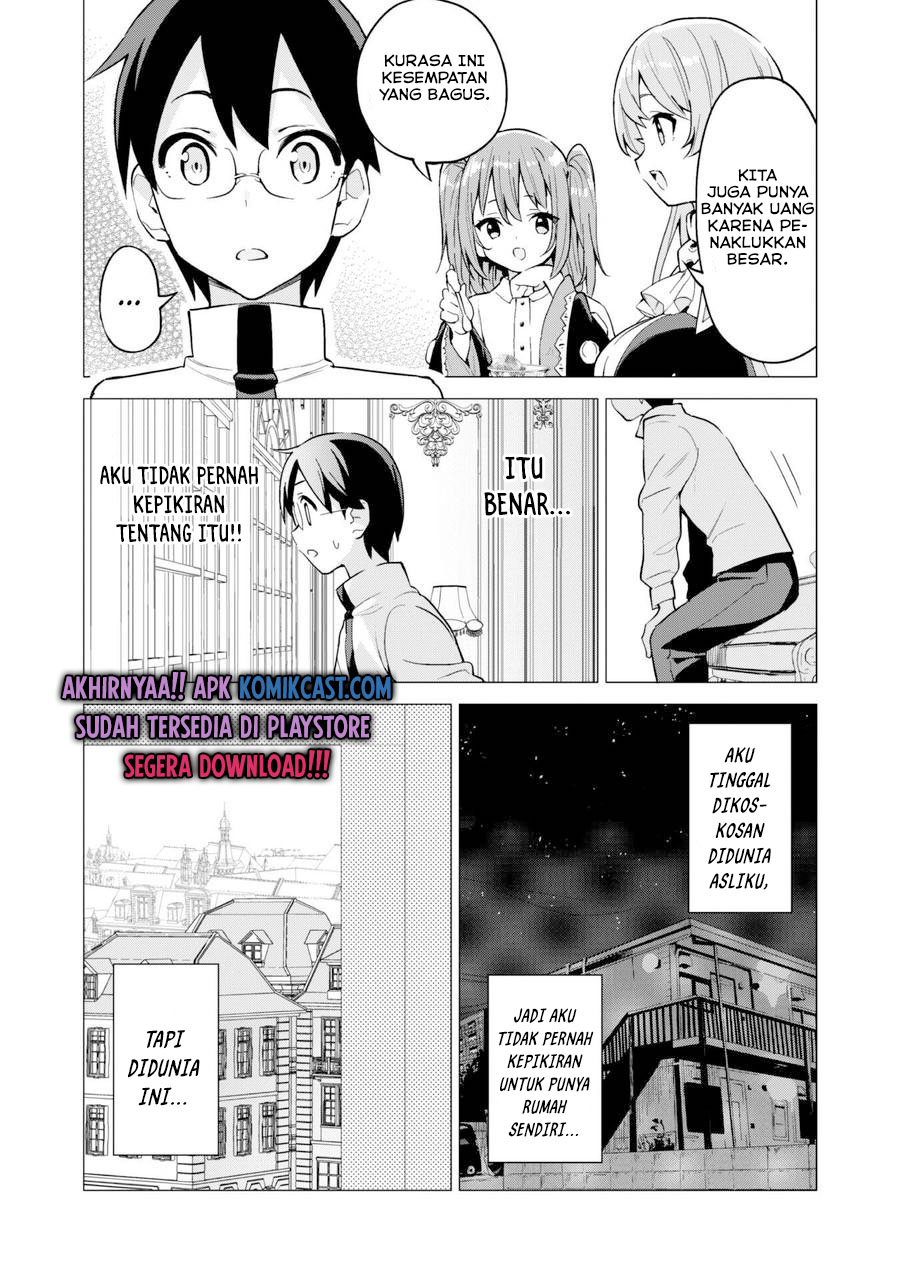 KITA
JUGA PUNYA
BANYAK UANG
KARENA PE-
NAKLUKKAN
BESAR.
KURASA INI
KESEMPATAN
YANG BAGUS.
...
ITU
BENAR...
AKU TIDAK PERNAH
KEPIKIRAN
TENTANG ITU!!
AKHIRNYAA!! APK KOMIKCAST.COM
SUDAH TERSEDIA DI PLAYSTORE
SEGERA DOWNLOAD!!!
AKU
TINGGAL
DIKOS-
KOSAN
DIDUNIA
ASLIKU,
JADI AKU
TIDAK PERNAH
KEPIKIRAN
UNTUK PUNYA
RUMAH
SENDIRI...
TAPI
DIDUNIA
INI...